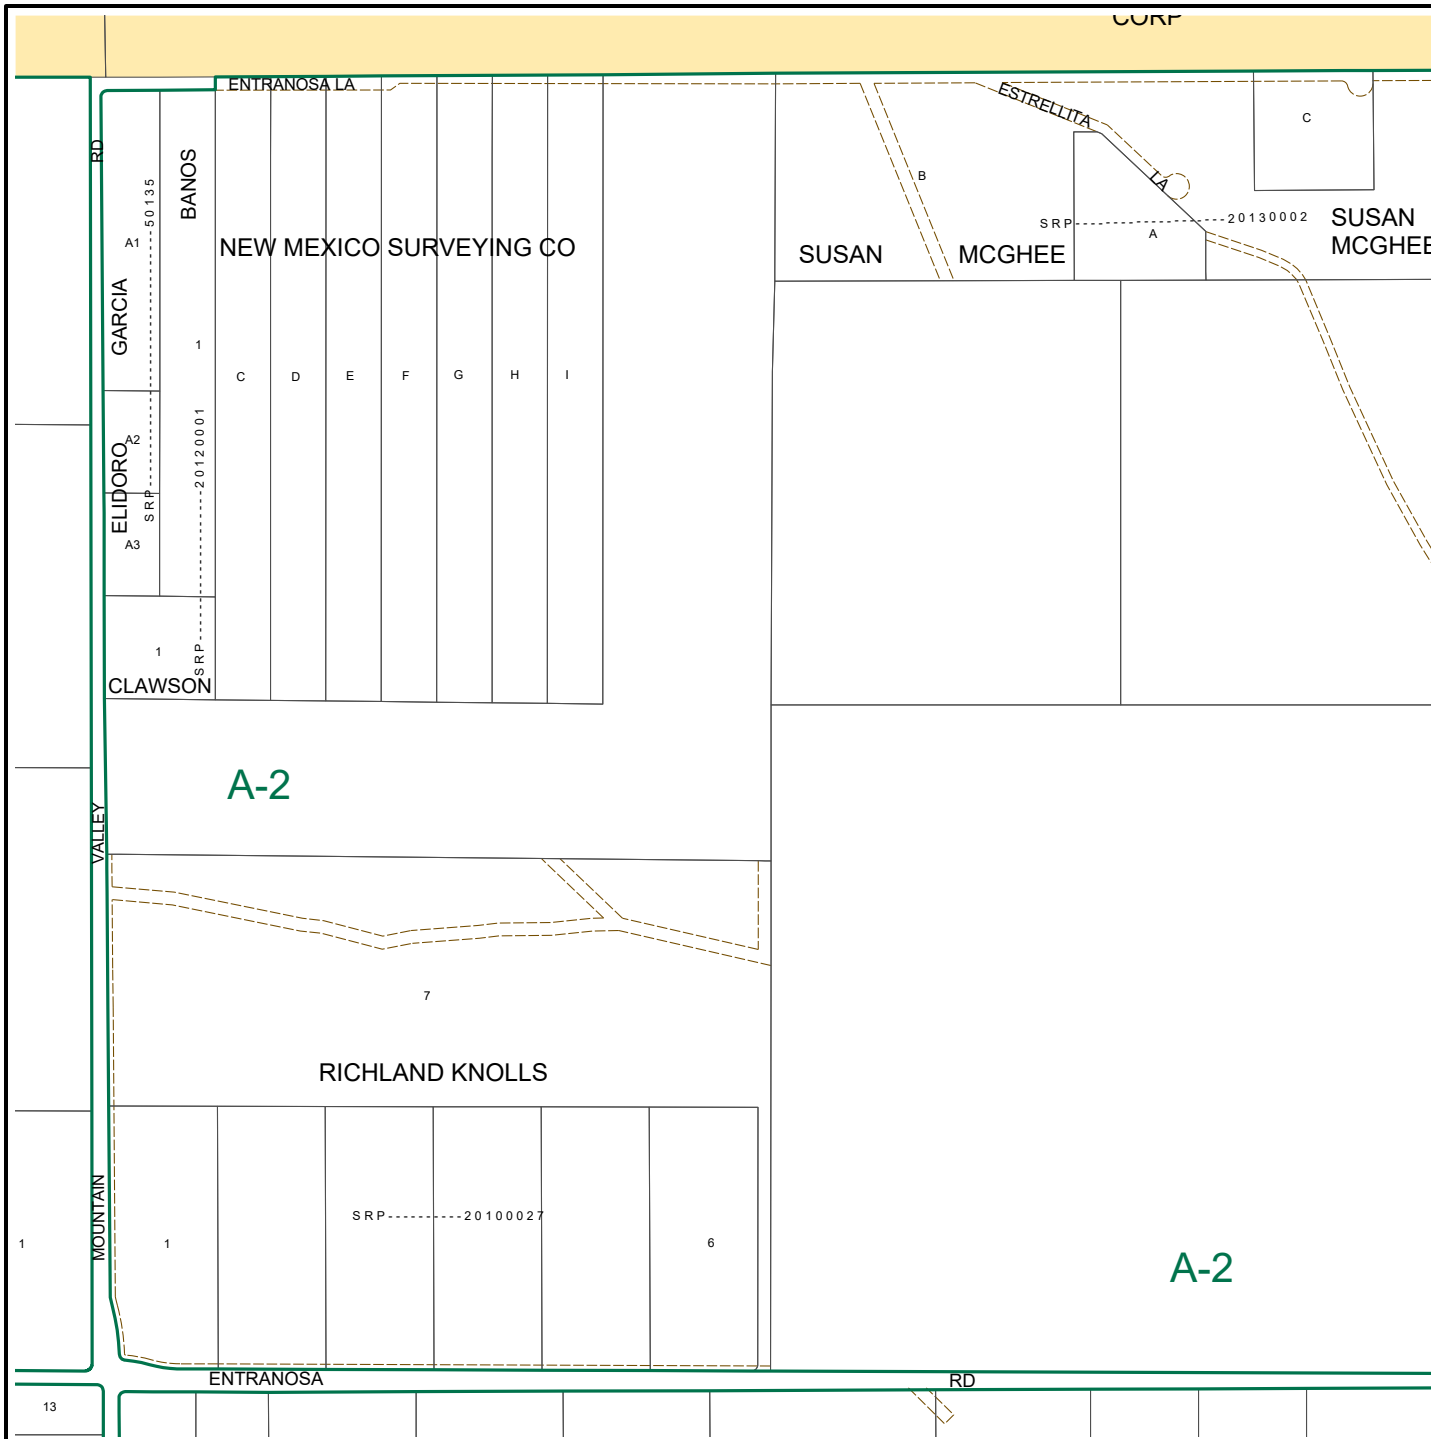 CORP
ENTRANOSA LA
ESTRELLITA
LA
C
RD
BANOS
B
50135
SRP
A1
GARCIA
NEW MEXICO SURVEYING CO
SUSAN
MCGHEE
SRP
20130002
A
SUSAN
MCGHEE
1
C
D
E
F
G
H
I
A2
ELIDORO
20120001
SRP
A3
1
CLAWSON
A-2
VALLEY
7
RICHLAND KNOLLS
MOUNTAIN
SRP
20100027
1
1
6
A-2
ENTRANOSA
RD
13